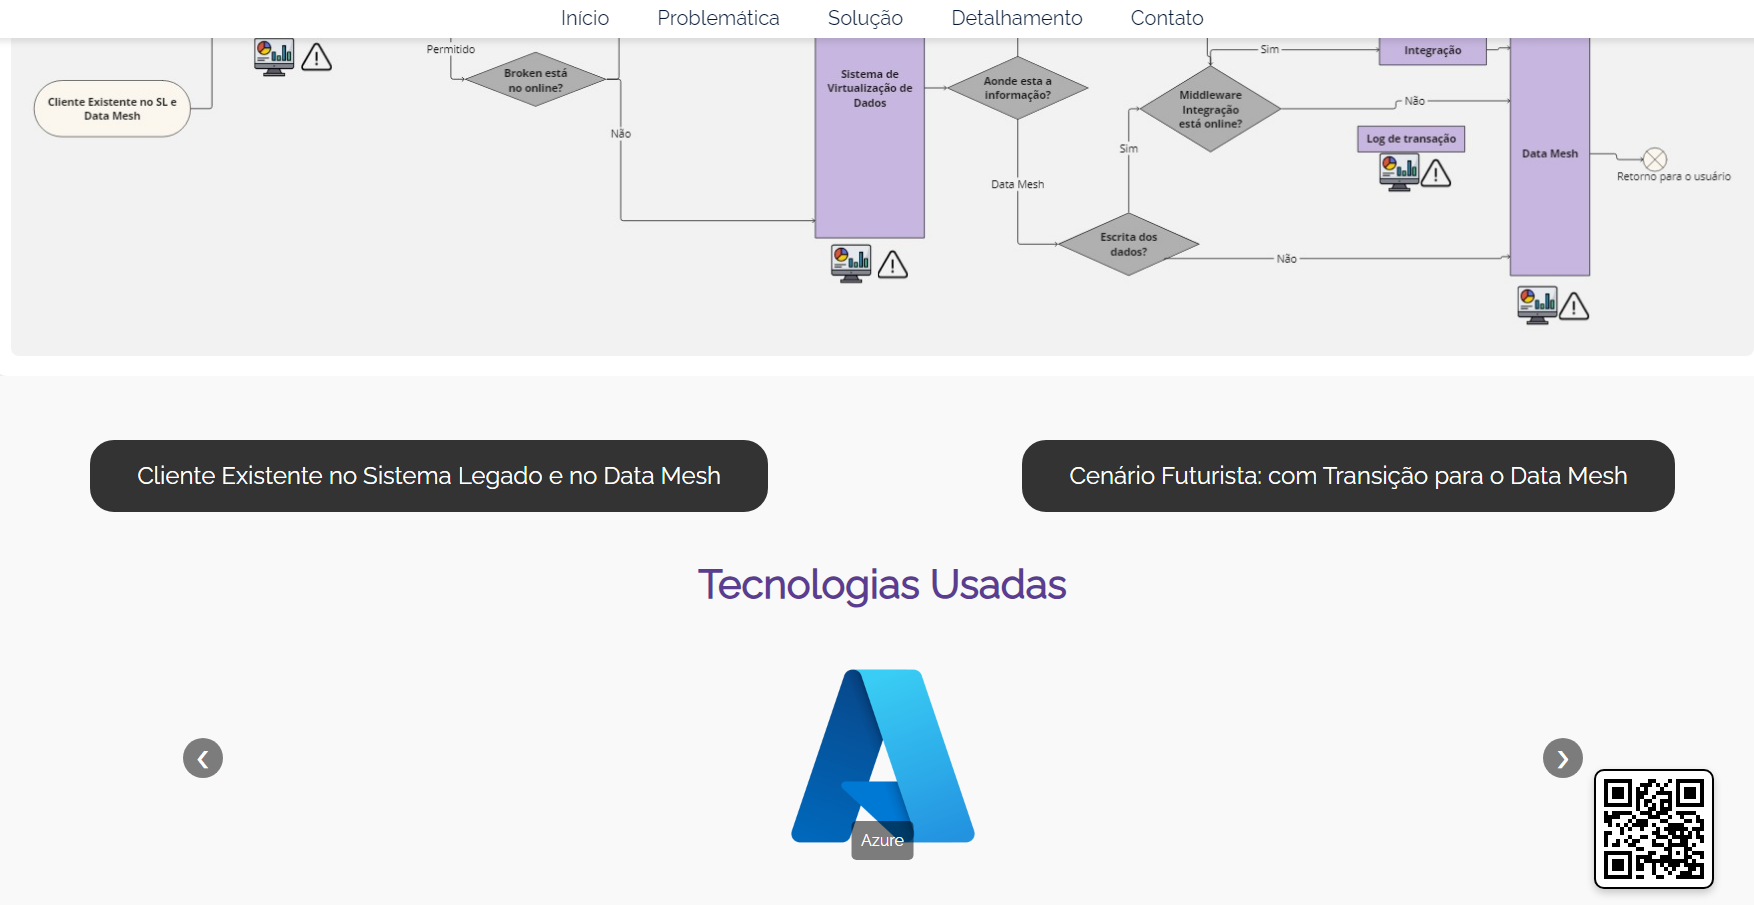 Início
Problemática
Solução
Detalhamento
Contato
Permitido
Broken está
no online?
Cliente Existente no SL e
Data Mesh
Não
Sistema de
Virtualização de
Dados
Aonde esta a
informação?
Data Mesh
Sim
Escrita dos
dados?
Não
Middleware
Integração
está online?
Sim
Integração
Não
Log de transação
Data Mesh
Retorno para o usuário
Cliente Existente no Sistema Legado e no Data Mesh
Cenário Futurista: com Transição para o Data Mesh
Tecnologias Usadas
Azure